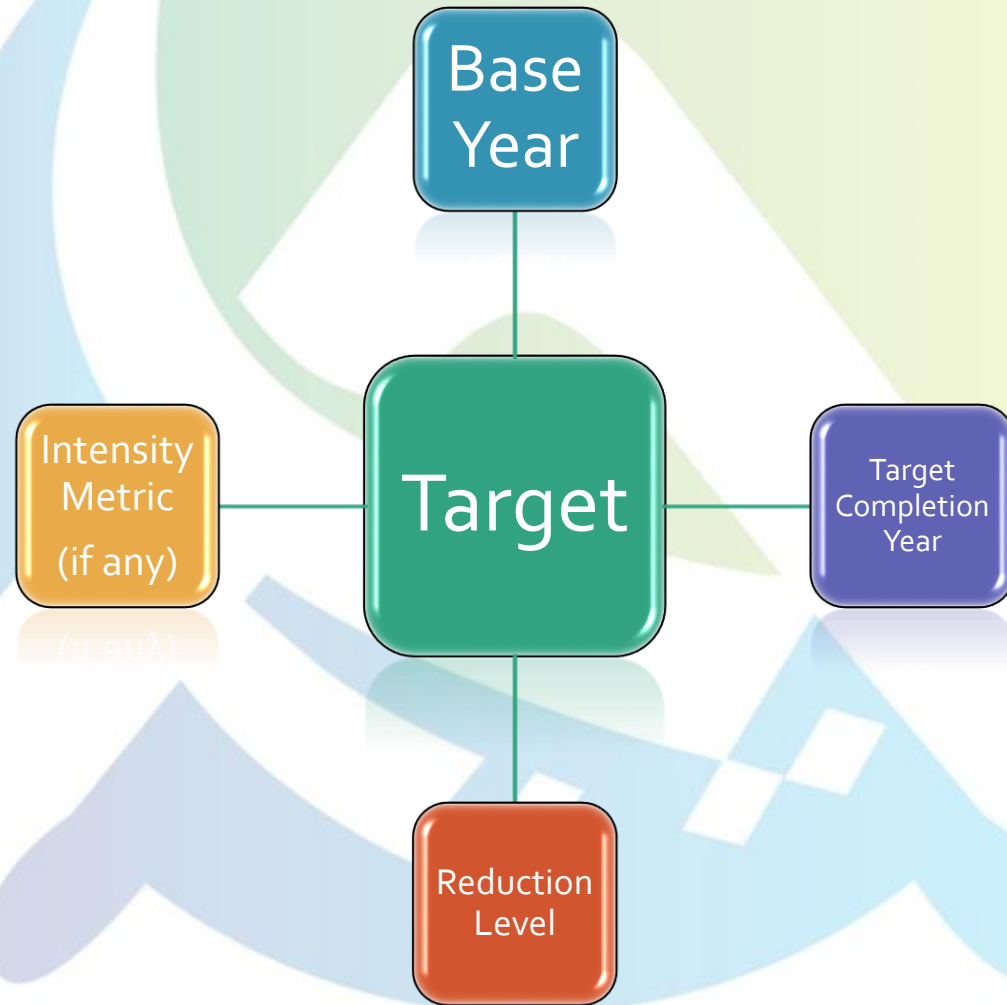 Base
Year
Intensity
Metric
(if any)
Target
Target
Completion
Year
Reduction
Level